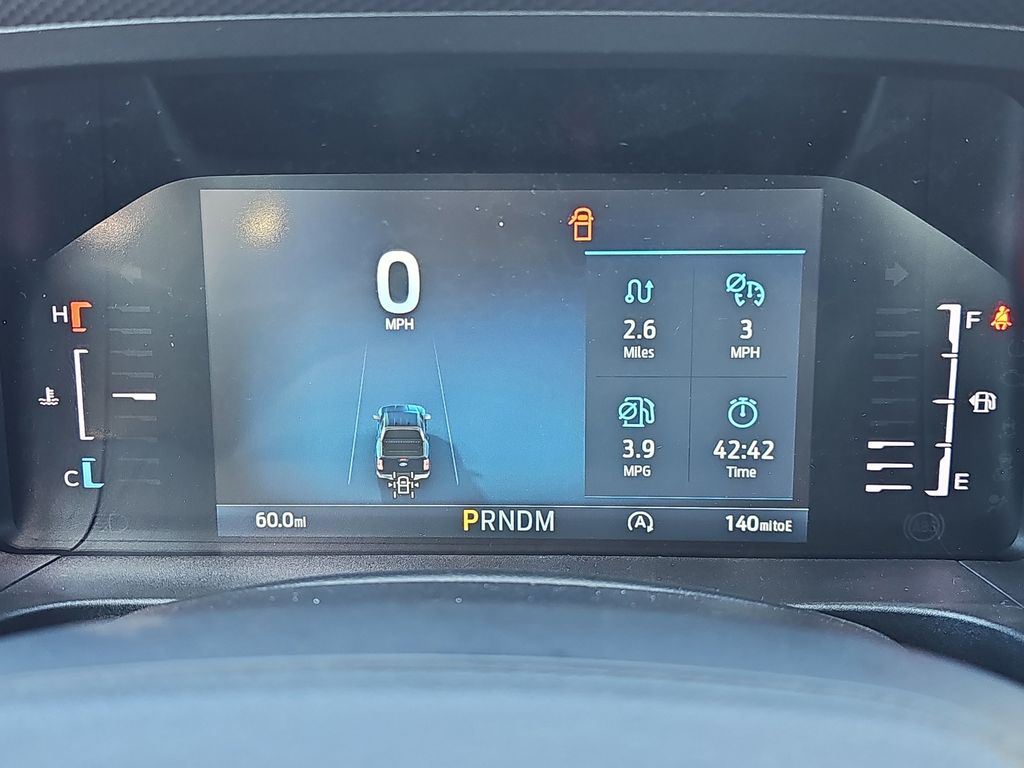 0
MPH
2.6
Miles
3
MPH
3.9
MPG
42:42
Time
H
C
F
E
60.0mi
PRNDM
A
140mitoE